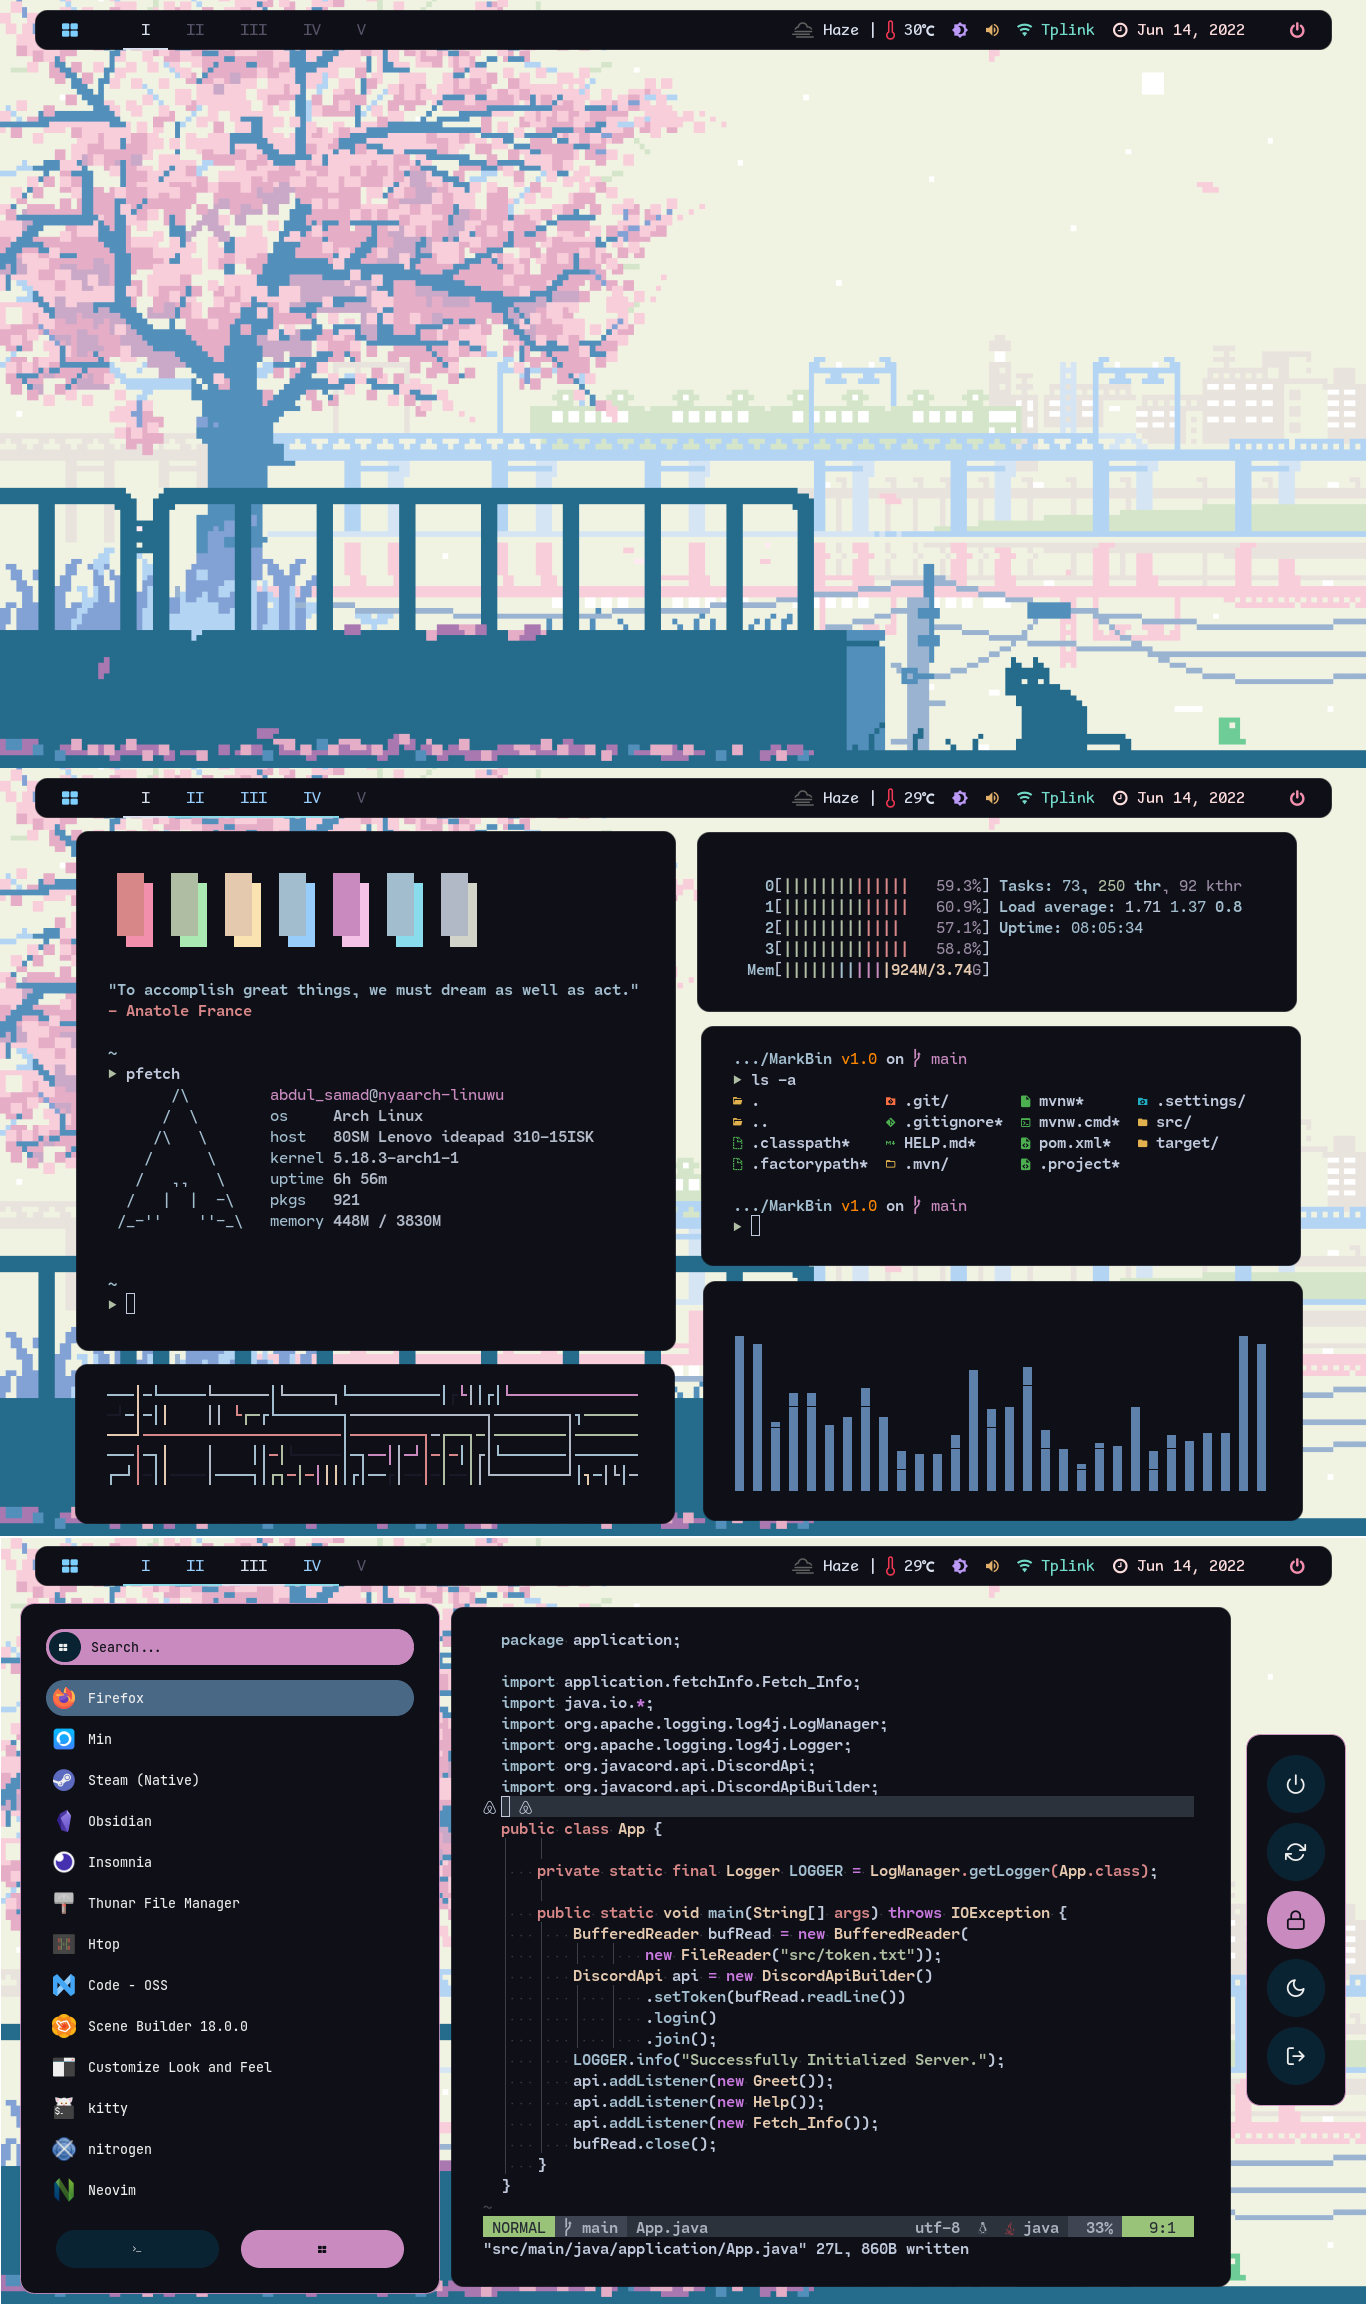 I II III IV V Haze | 30℃ Tplink Jun 14, 2022
I II III IV V Haze | 29℃ Tplink Jun 14, 2022
"To accomplish great things, we must dream as well as act."
– Anatole France
~
pfetch
abdul_samad@nyaarch-linuwu
os Arch Linux
host 80SM Lenovo ideapad 310-15ISK
kernel 5.18.3-arch1-1
uptime 6h 56m
pkgs 921
memory 448M / 3830M
~
0[||||||||||||||| 59.3%] Tasks: 73, 250 thr, 92 kthr
1[||||||||||||||| 60.9%] Load average: 1.71 1.37 0.8
2[|||||||||||||| 57.1%] Uptime: 08:05:34
3[||||||||||||||| 58.8%]
Mem[||||||||||||924M/3.74G]
.../MarkBin v1.0 on main
ls -a
. .git/ mvnw* .settings/
.. .gitignore* mvnw.cmd* src/
.classpath* HELP.md* pom.xml* target/
.factorypath* .mvn/ .project*
.../MarkBin v1.0 on main
I II III IV V Haze | 29℃ Tplink Jun 14, 2022
Search...
Firefox
Min
Steam (Native)
Obsidian
Insomnia
Thunar File Manager
Htop
Code - OSS
Scene Builder 18.0.0
Customize Look and Feel
kitty
nitrogen
Neovim
package application;
import application.fetchInfo.Fetch_Info;
import java.io.*;
import org.apache.logging.log4j.LogManager;
import org.apache.logging.log4j.Logger;
import org.javacord.api.DiscordApi;
import org.javacord.api.DiscordApiBuilder;
public class App {
private static final Logger LOGGER = LogManager.getLogger(App.class);
public static void main(String[] args) throws IOException {
BufferedReader bufRead = new BufferedReader(
new FileReader("src/token.txt"));
DiscordApi api = new DiscordApiBuilder()
.setToken(bufRead.readLine())
.login()
.join();
LOGGER.info("Successfully Initialized Server.");
api.addListener(new Greet());
api.addListener(new Help());
api.addListener(new Fetch_Info());
bufRead.close();
}
}
~
NORMAL main App.java utf-8 java 33% 9:1
"src/main/java/application/App.java" 27L, 860B written